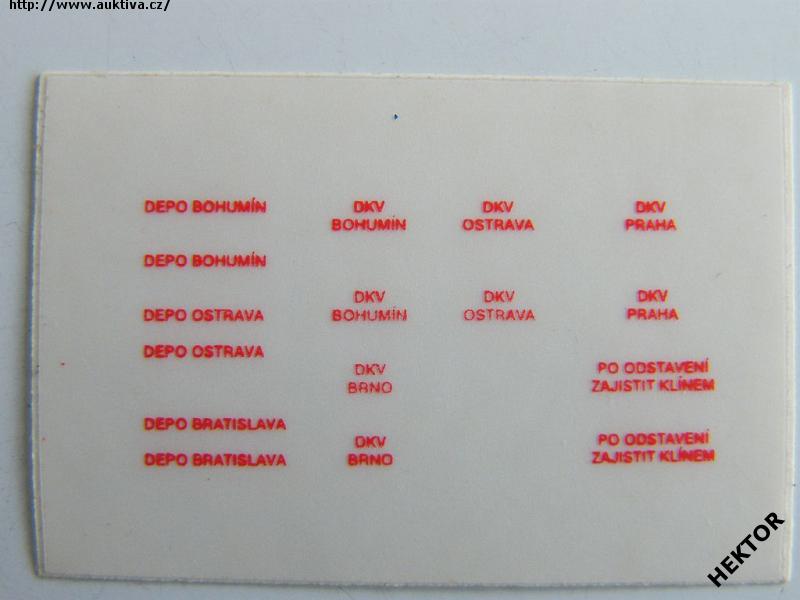 http://www.auktiva.cz/
DEPO BOHUMÍN
DKV
BOHUMÍN
DKV
OSTRAVA
DKV
PRAHA
DEPO BOHUMÍN
DEPO OSTRAVA
DKV
BOHUMÍN
DKV
OSTRAVA
DKV
PRAHA
DEPO OSTRAVA
DKV
BRNO
PO ODSTAVENÍ
ZAJISTIT KLÍNEM
DEPO BRATISLAVA
DEPO BRATISLAVA
DKV
BRNO
PO ODSTAVENÍ
ZAJISTIT KLÍNEM
HEKTOR